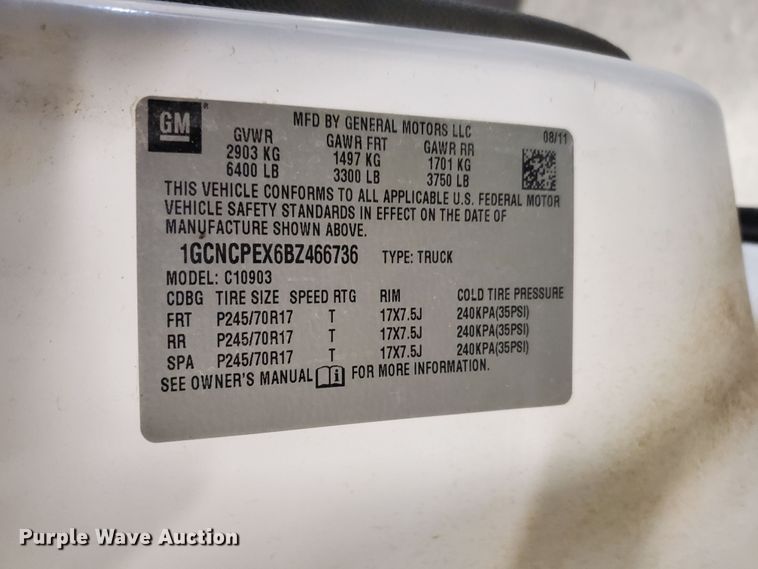 GM ®
MFD BY GENERAL MOTORS LLC 08/11
GVWR GAWR FRT GAWR RR
2903 KG 1497 KG 1701 KG
6400 LB 3300 LB 3750 LB
THIS VEHICLE CONFORMS TO ALL APPLICABLE U.S. FEDERAL MOTOR
VEHICLE SAFETY STANDARDS IN EFFECT ON THE DATE OF
MANUFACTURE SHOWN ABOVE.
1GCNCPEX6BZ466736 TYPE: TRUCK
MODEL: C10903
CDBG TIRE SIZE SPEED RTG RIM COLD TIRE PRESSURE
FRT P245/70R17 T 17X7.5J 240KPA(35PSI)
RR P245/70R17 T 17X7.5J 240KPA(35PSI)
SPA P245/70R17 T 17X7.5J 240KPA(35PSI)
SEE OWNER'S MANUAL i FOR MORE INFORMATION.
Purple Wave Auction